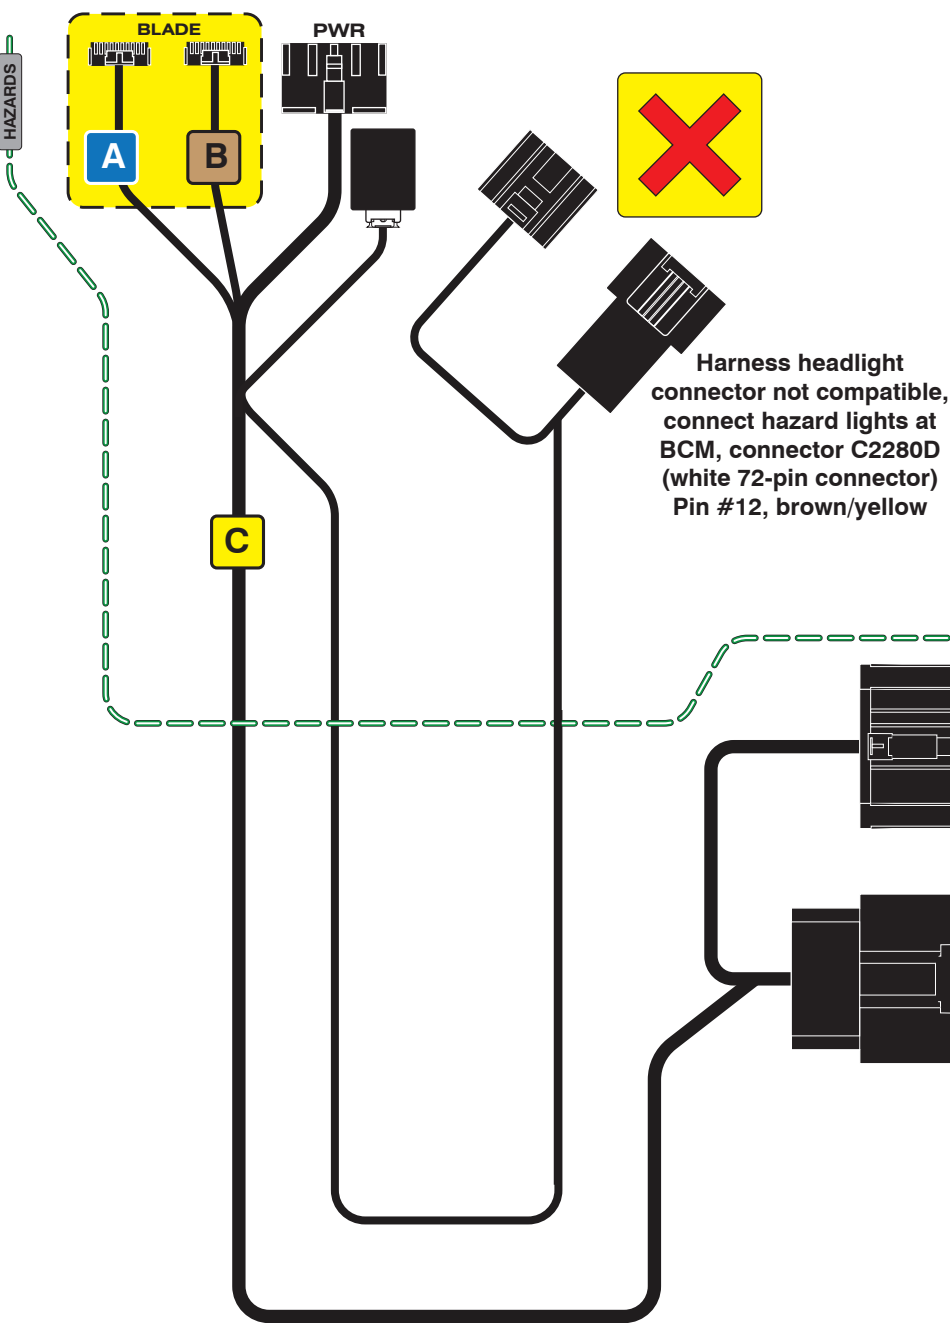 BLADE
PWR
HAZARDS
A
B
Harness headlight
connector not compatible,
connect hazard lights at
BCM, connector C2280D
(white 72-pin connector)
Pin #12, brown/yellow
C